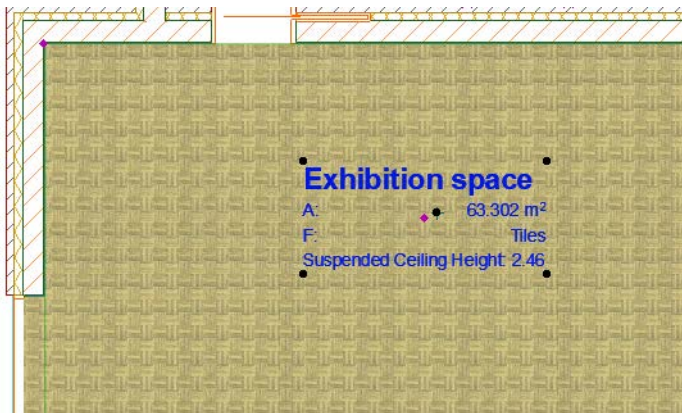 Exhibition space
A: 63.302 m²
F: Tiles
Suspended Ceiling Height: 2.46